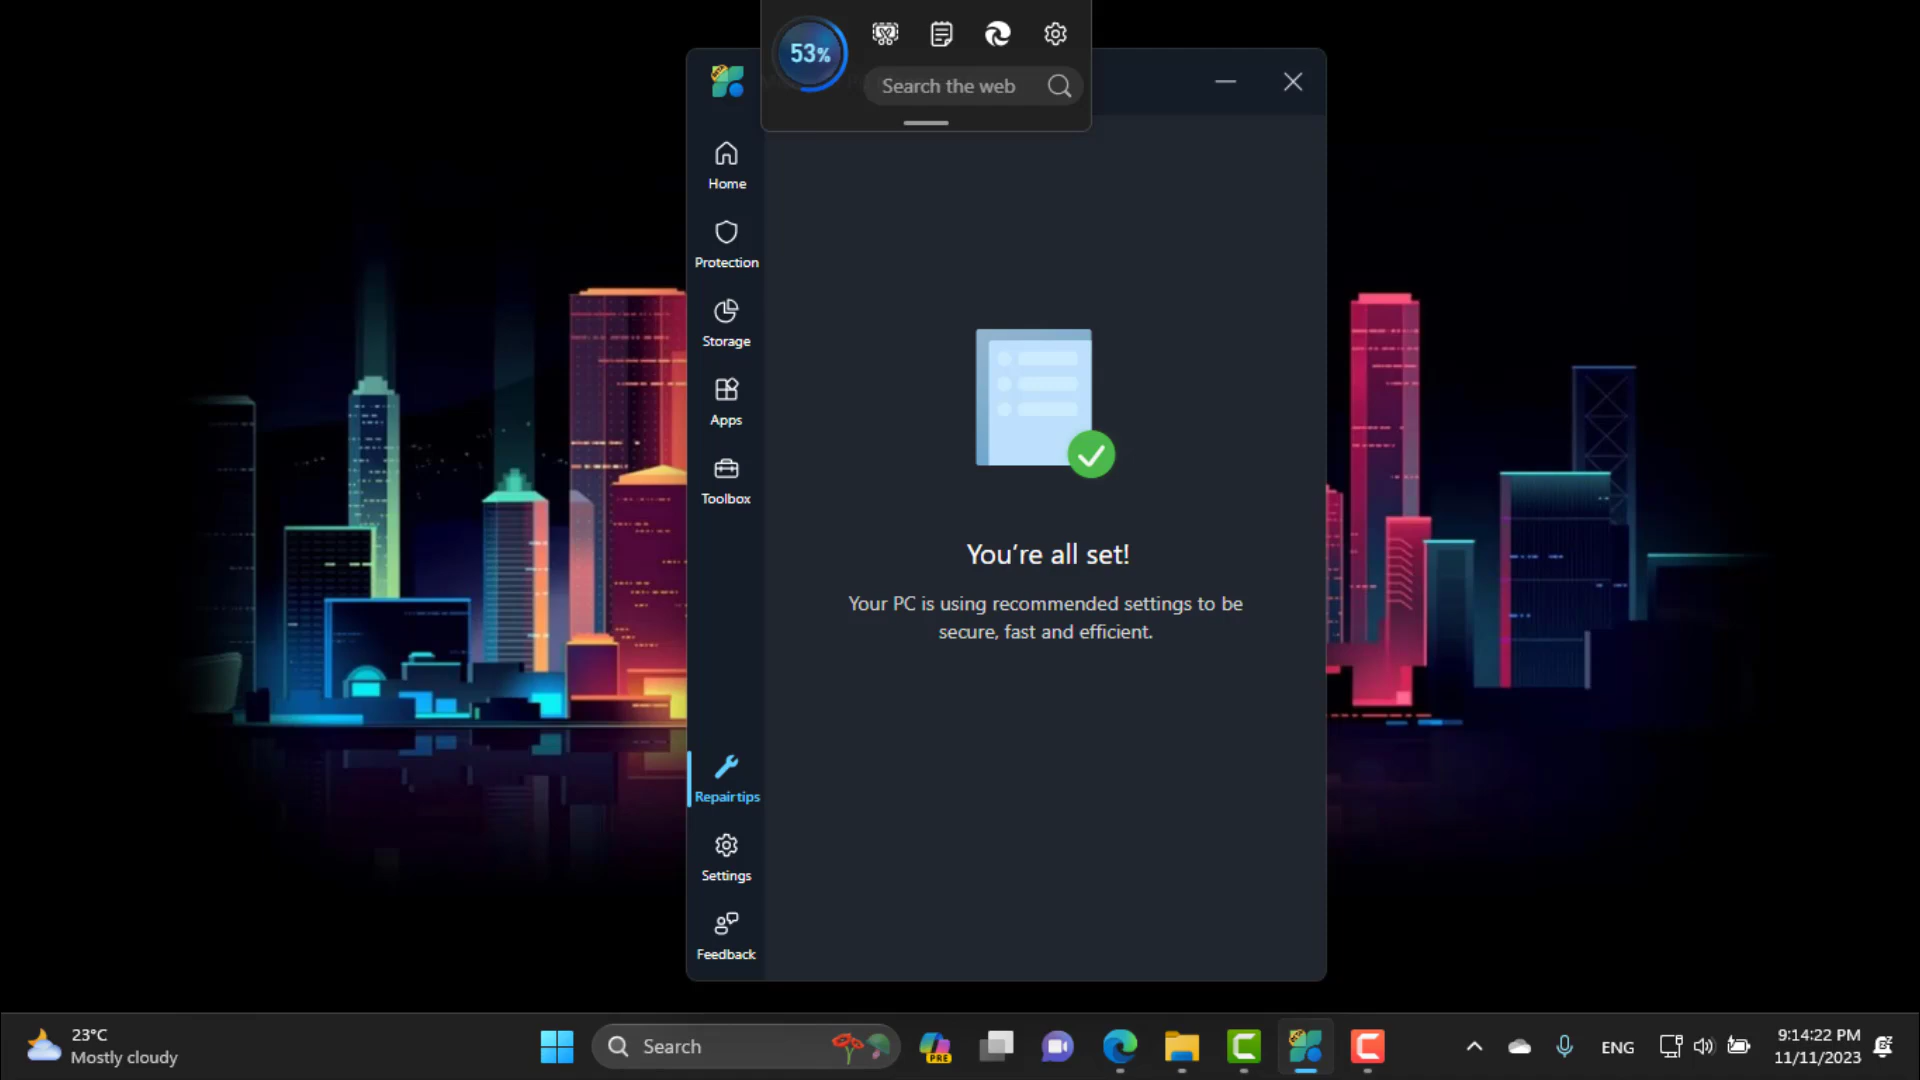 53%
Search the web
Home
Protection
Storage
Apps
Toolbox
You're all set!
Your PC is using recommended settings to be
secure, fast and efficient.
Repair tips
Settings
Feedback
23°C
Mostly cloudy
Search
PRE
ENG
9:14:22 PM
11/11/2023